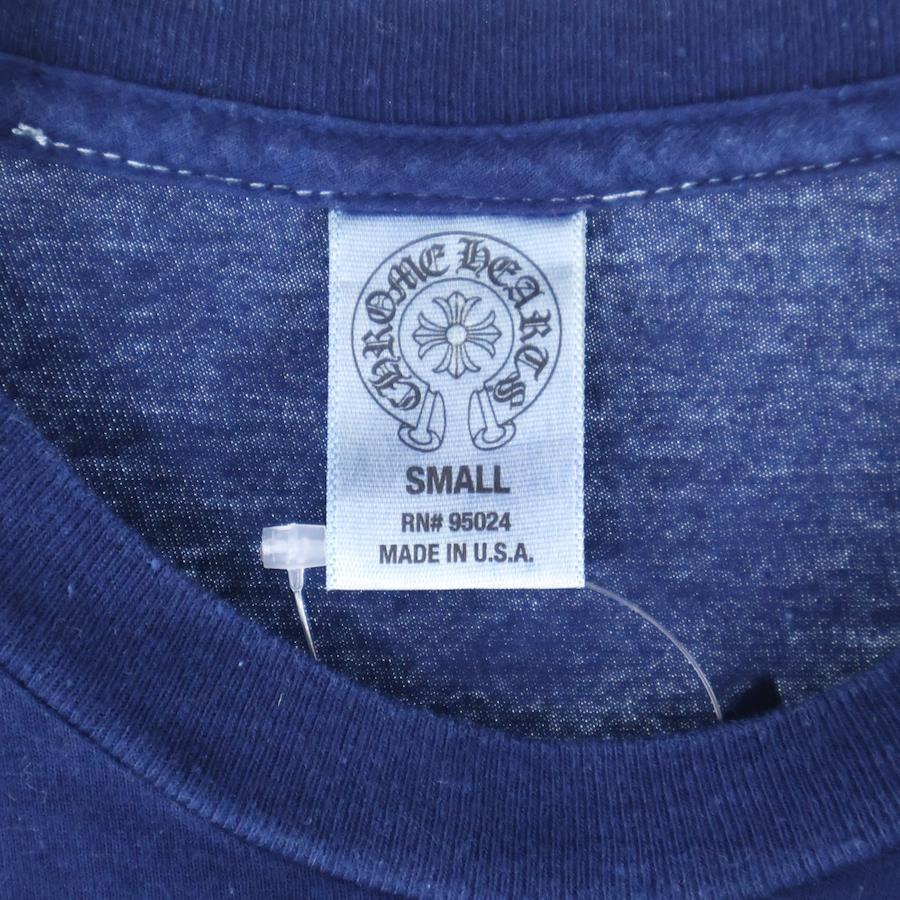 CHROME HEARTS
SMALL
RN# 95024
MADE IN U.S.A.